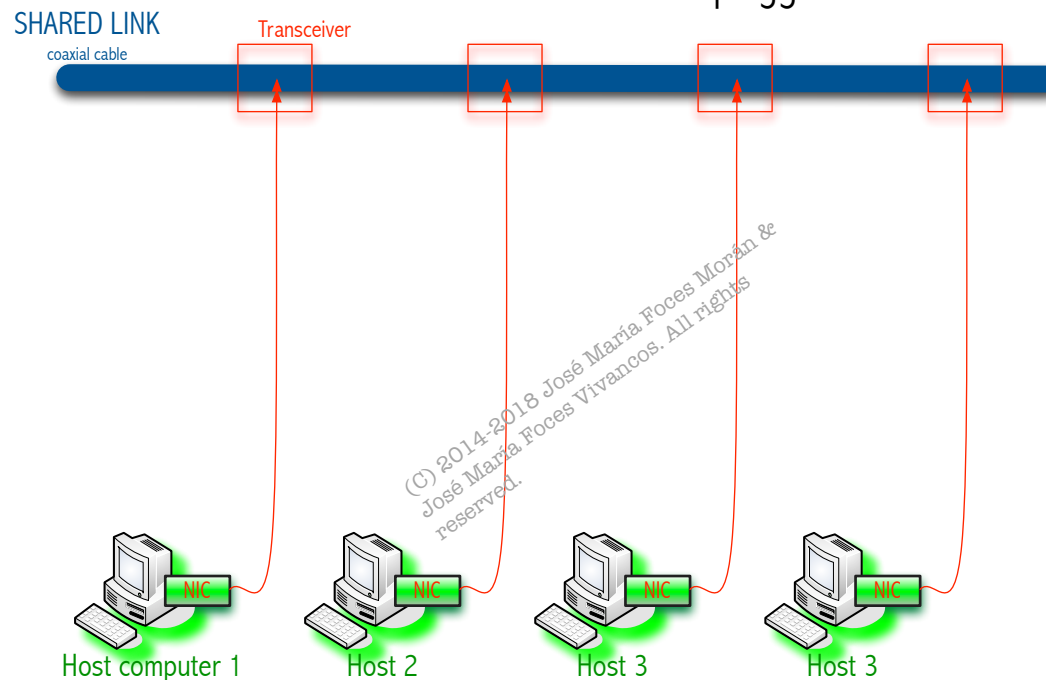 SHARED LINK
coaxial cable
Transceiver
(C) 2014-2018 José María Foces Morán &
José María Foces Vivancos. All rights
reserved.
NIC
NIC
NIC
NIC
Host computer 1
Host 2
Host 3
Host 3